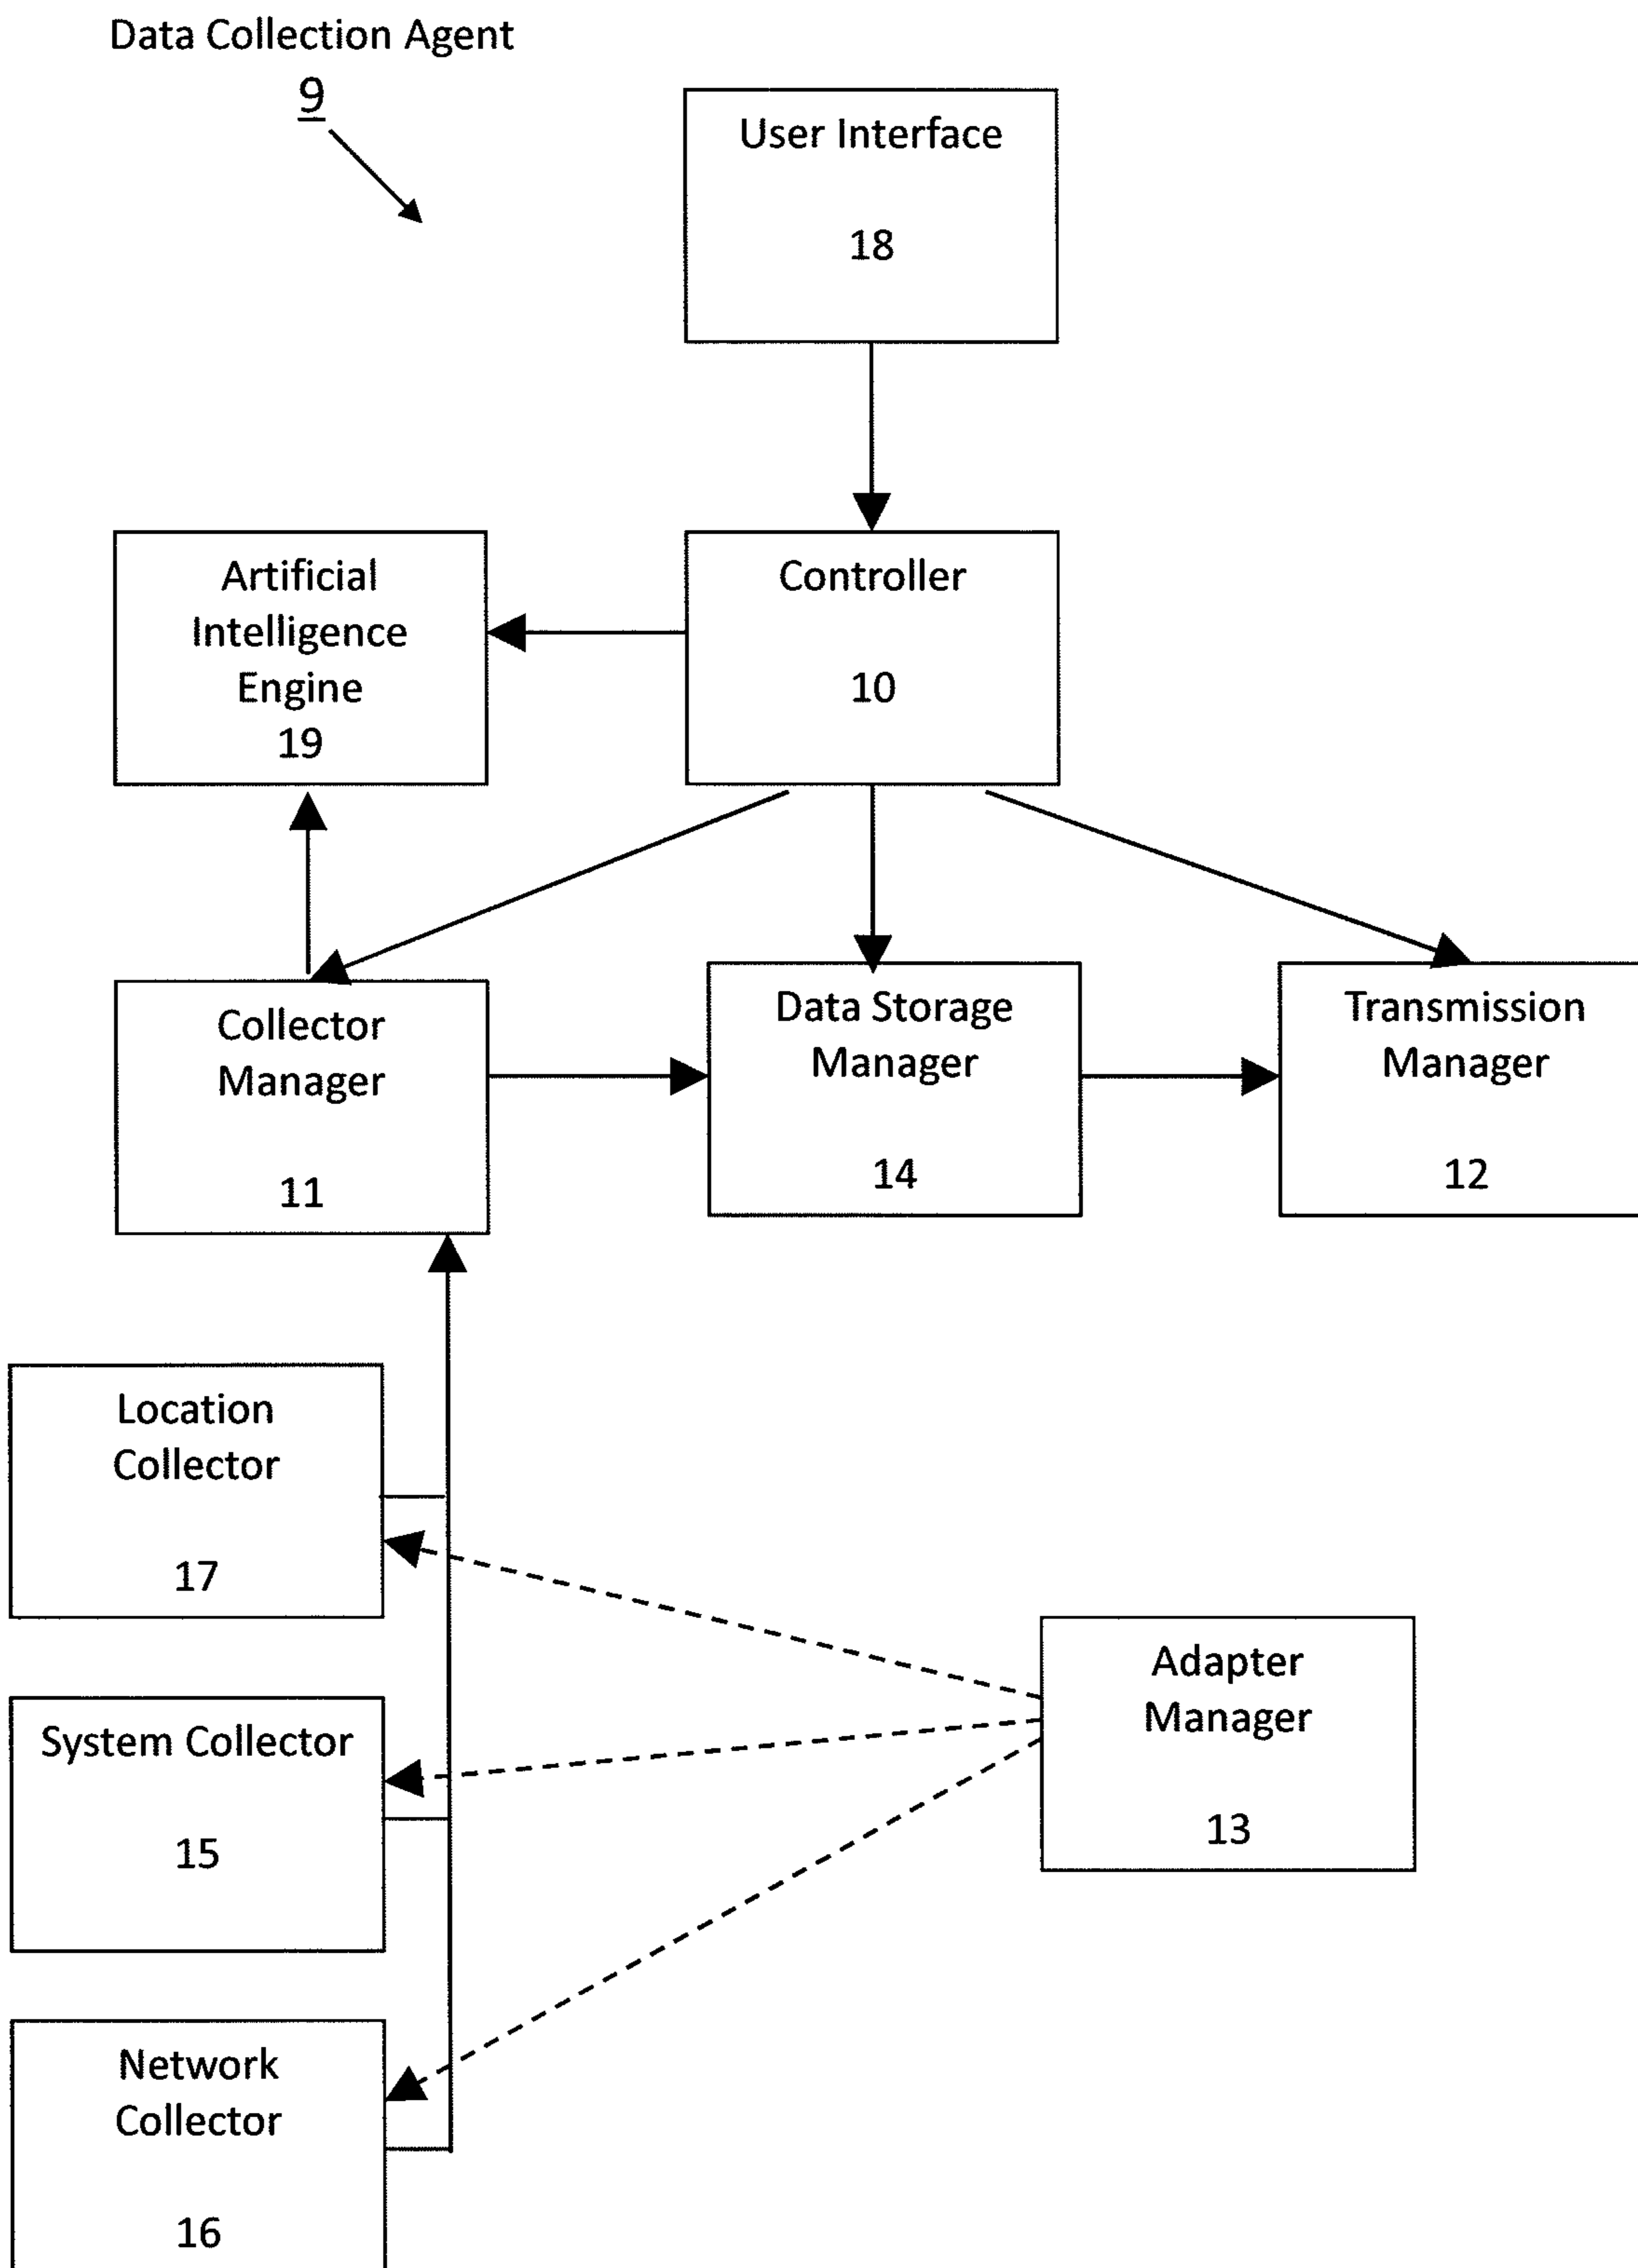 Data Collection Agent
9
User Interface
18
Artificial
Intelligence
Engine
19
Controller
10
Collector
Manager
11
Data Storage
Manager
14
Transmission
Manager
12
Location
Collector
17
Adapter
Manager
13
System Collector
15
Network
Collector
16